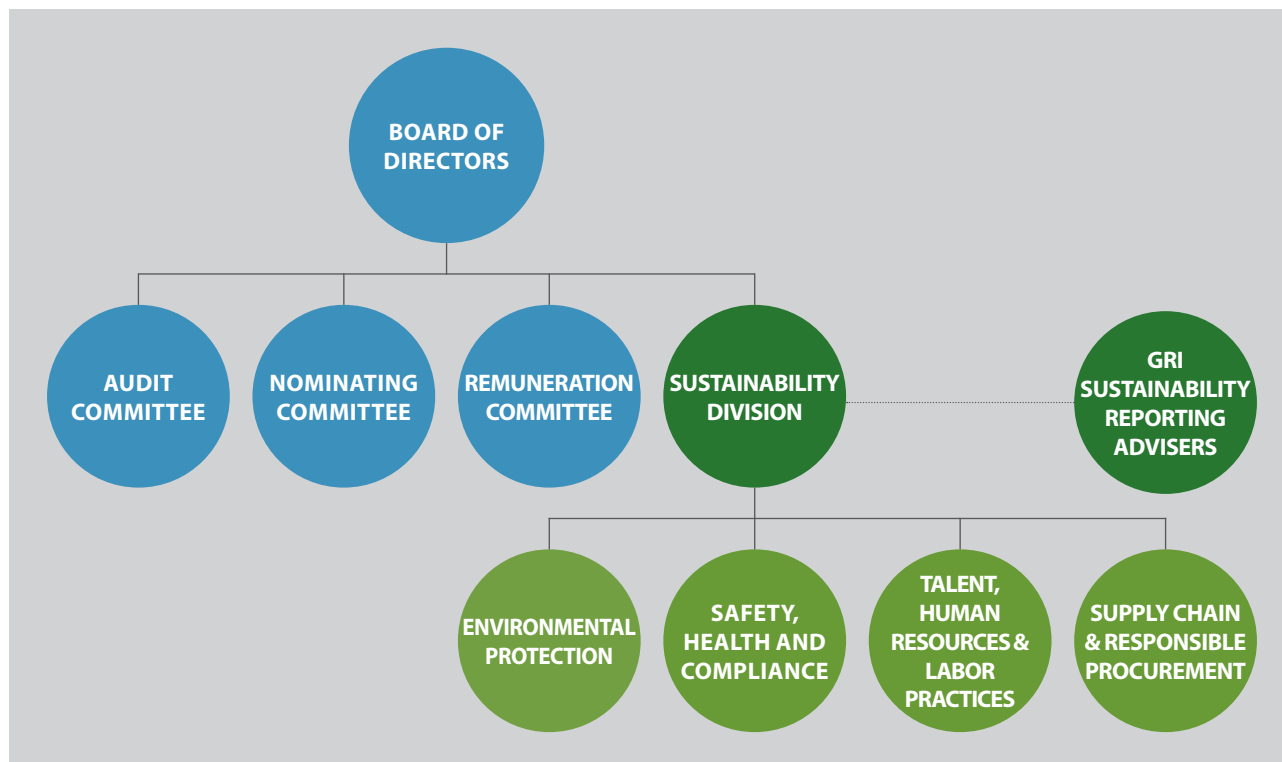 BOARD OF
DIRECTORS
AUDIT
COMMITTEE
NOMINATING
COMMITTEE
REMUNERATION
COMMITTEE
SUSTAINABILITY
DIVISION
GRI
SUSTAINABILITY
REPORTING
ADVISERS
ENVIRONMENTAL
PROTECTION
SAFETY,
HEALTH AND
COMPLIANCE
TALENT,
HUMAN
RESOURCES &
LABOR
PRACTICES
SUPPLY CHAIN
& RESPONSIBLE
PROCUREMENT